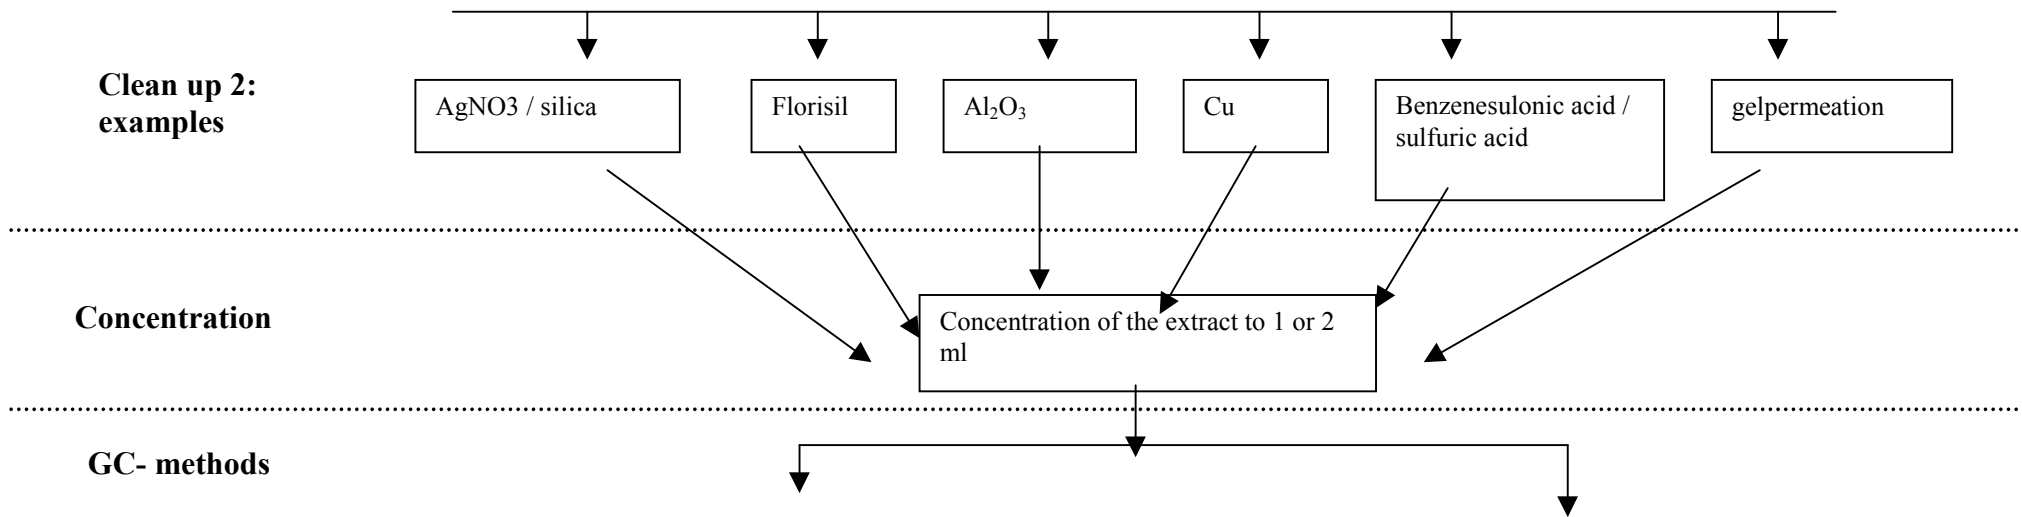 Clean up 2:
examples
AgNO3 / silica
Florisil
Al₂O₃
Cu
Benzenesulonic acid /
sulfuric acid
gelpermeation
Concentration
Concentration of the extract to 1 or 2
ml
GC- methods